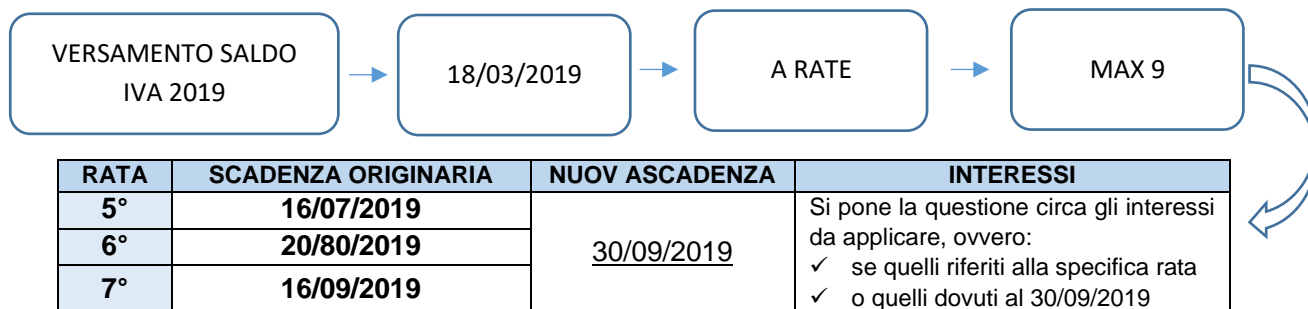 VERSAMENTO SALDO
IVA 2019
18/03/2019
A RATE
MAX 9
RATA SCADENZA ORIGINARIA NUOV ASCADENZA INTERESSI
5° 16/07/2019
6° 20/80/2019
7° 16/09/2019
30/09/2019
Si pone la questione circa gli interessi
da applicare, ovvero:
✓ se quelli riferiti alla specifica rata
✓ o quelli dovuti al 30/09/2019